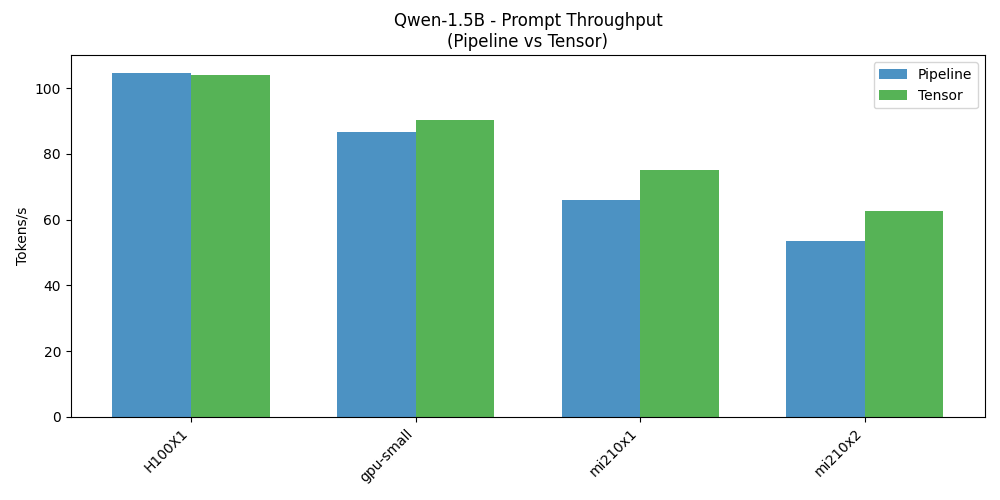 Qwen-1.5B - Prompt Throughput
(Pipeline vs Tensor)
Pipeline
Tensor
Tokens/s
100
80
60
40
20
0
H100X1
gpu-small
mi210x1
mi210x2